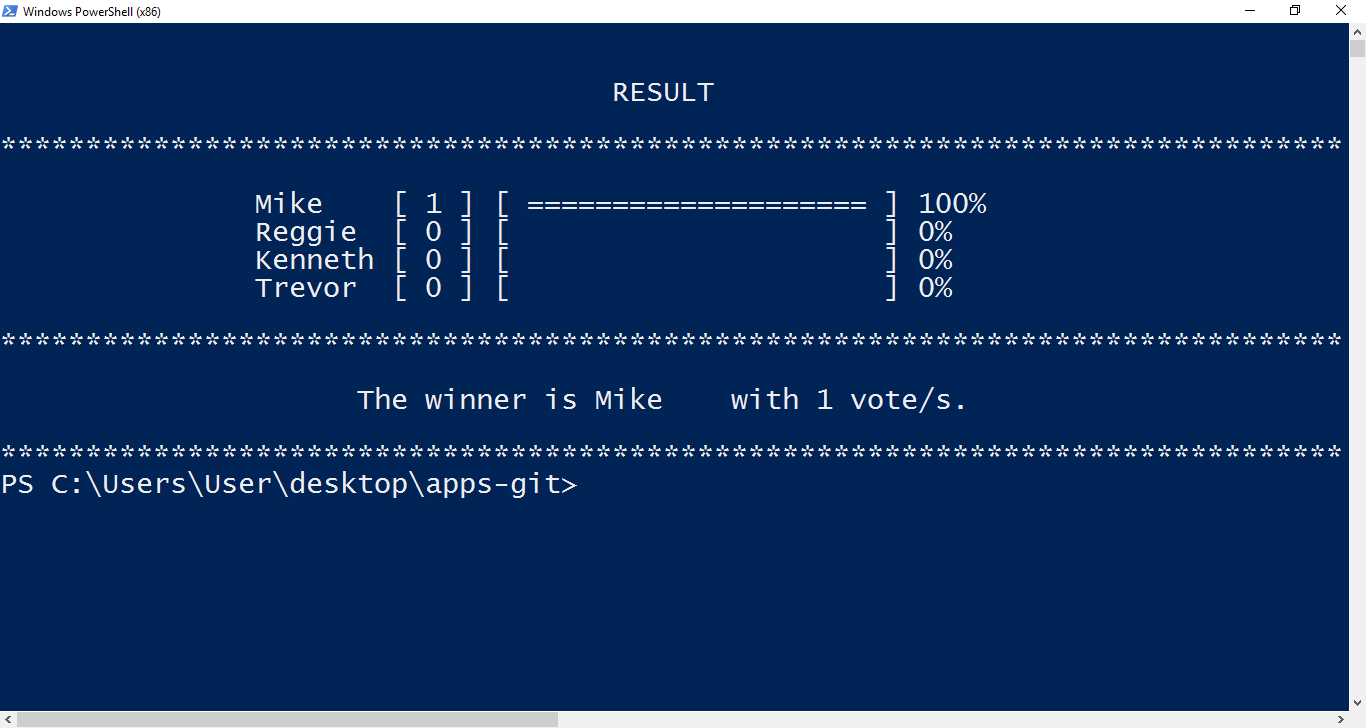 Windows PowerShell (x86)
RESULT
*******************************************************************************
Mike    [ 1 ] [ ==================== ] 100%
Reggie  [ 0 ] [                      ] 0%
Kenneth [ 0 ] [                      ] 0%
Trevor  [ 0 ] [                      ] 0%
*******************************************************************************
The winner is Mike    with 1 vote/s.
*******************************************************************************
PS C:\Users\User\desktop\apps-git>